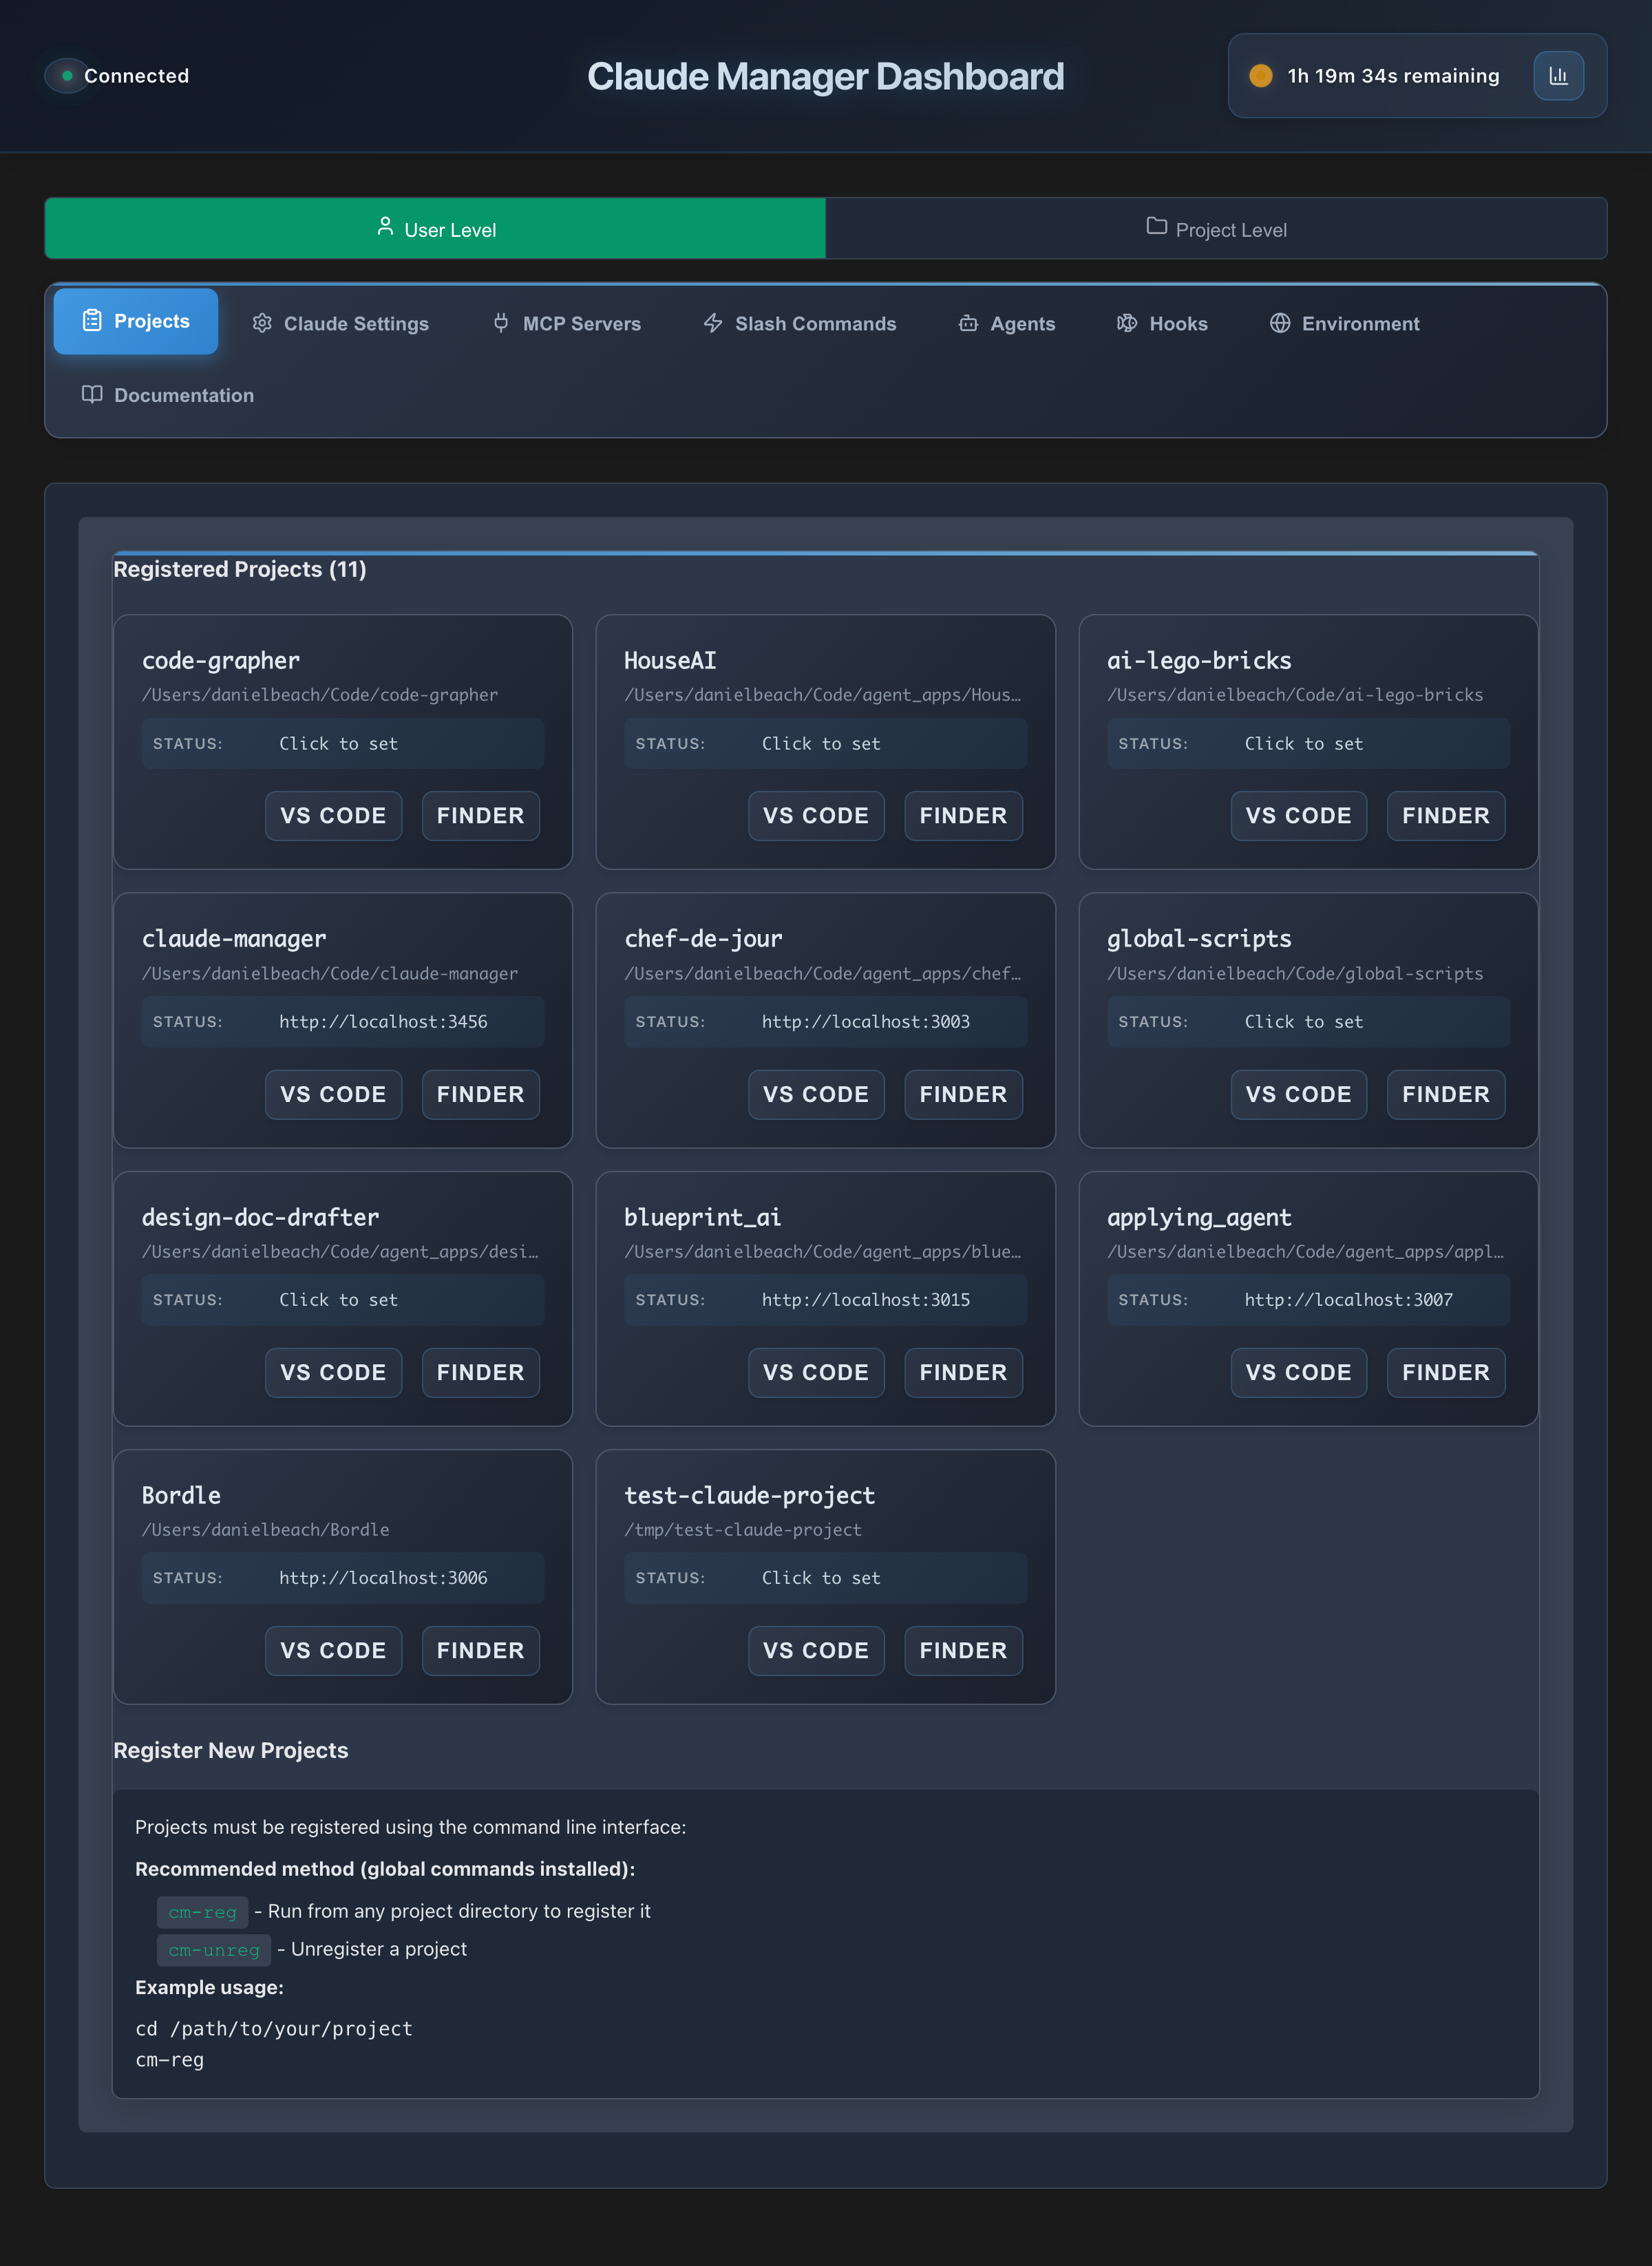 Connected
Claude Manager Dashboard
1h 19m 34s remaining
User Level
Project Level
Projects
Claude Settings
MCP Servers
Slash Commands
Agents
Hooks
Environment
Documentation
Registered Projects (11)
code-grapher
/Users/danielbeach/Code/code-grapher
STATUS: Click to set
VS CODE FINDER
HouseAI
/Users/danielbeach/Code/agent_apps/Hous…
STATUS: Click to set
VS CODE FINDER
ai-lego-bricks
/Users/danielbeach/Code/ai-lego-bricks
STATUS: Click to set
VS CODE FINDER
claude-manager
/Users/danielbeach/Code/claude-manager
STATUS: http://localhost:3456
VS CODE FINDER
chef-de-jour
/Users/danielbeach/Code/agent_apps/chef…
STATUS: http://localhost:3003
VS CODE FINDER
global-scripts
/Users/danielbeach/Code/global-scripts
STATUS: Click to set
VS CODE FINDER
design-doc-drafter
/Users/danielbeach/Code/agent_apps/desi…
STATUS: Click to set
VS CODE FINDER
blueprint_ai
/Users/danielbeach/Code/agent_apps/blue…
STATUS: http://localhost:3015
VS CODE FINDER
applying_agent
/Users/danielbeach/Code/agent_apps/appl…
STATUS: http://localhost:3007
VS CODE FINDER
Bordle
/Users/danielbeach/Bordle
STATUS: http://localhost:3006
VS CODE FINDER
test-claude-project
/tmp/test-claude-project
STATUS: Click to set
VS CODE FINDER
Register New Projects
Projects must be registered using the command line interface:
Recommended method (global commands installed):
cm-reg - Run from any project directory to register it
cm-unreg - Unregister a project
Example usage:
cd /path/to/your/project
cm-reg